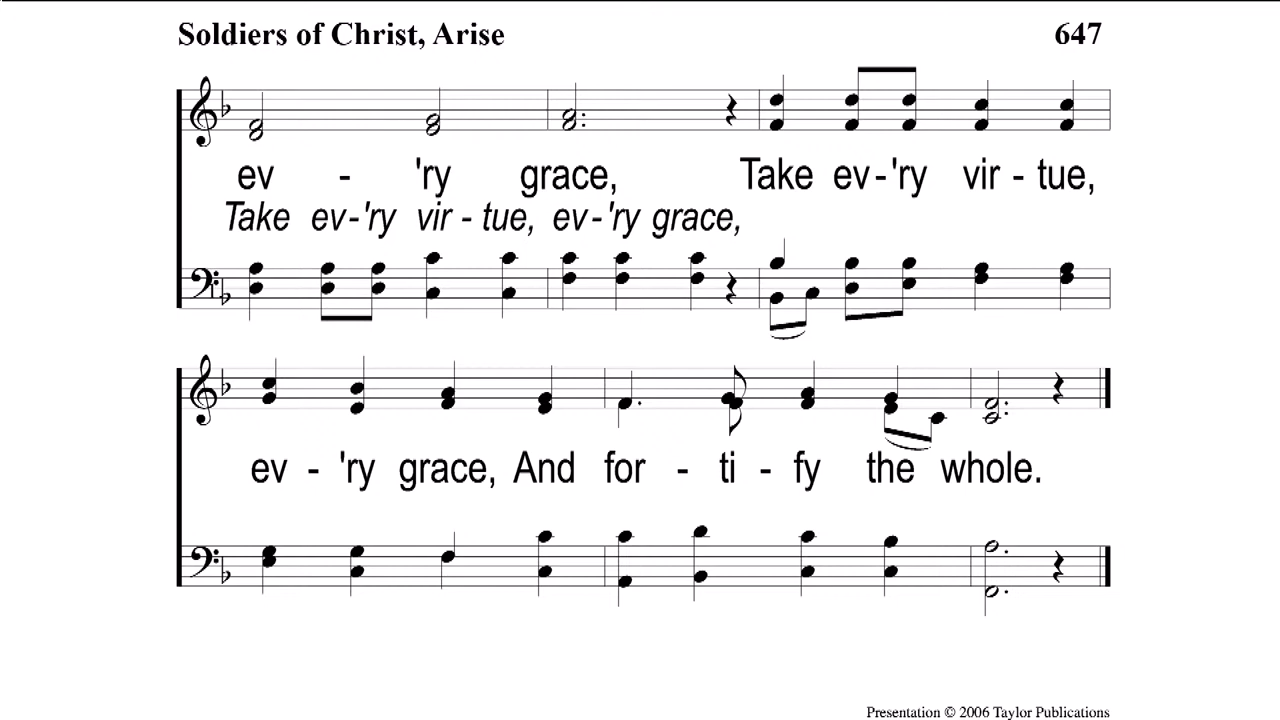 Soldiers of Christ, Arise 647
ev - 'ry grace, Take ev-'ry vir - tue,
Take ev-'ry vir - tue, ev-'ry grace,
ev - 'ry grace, And for - ti - fy the whole.
Presentation © 2006 Taylor Publications